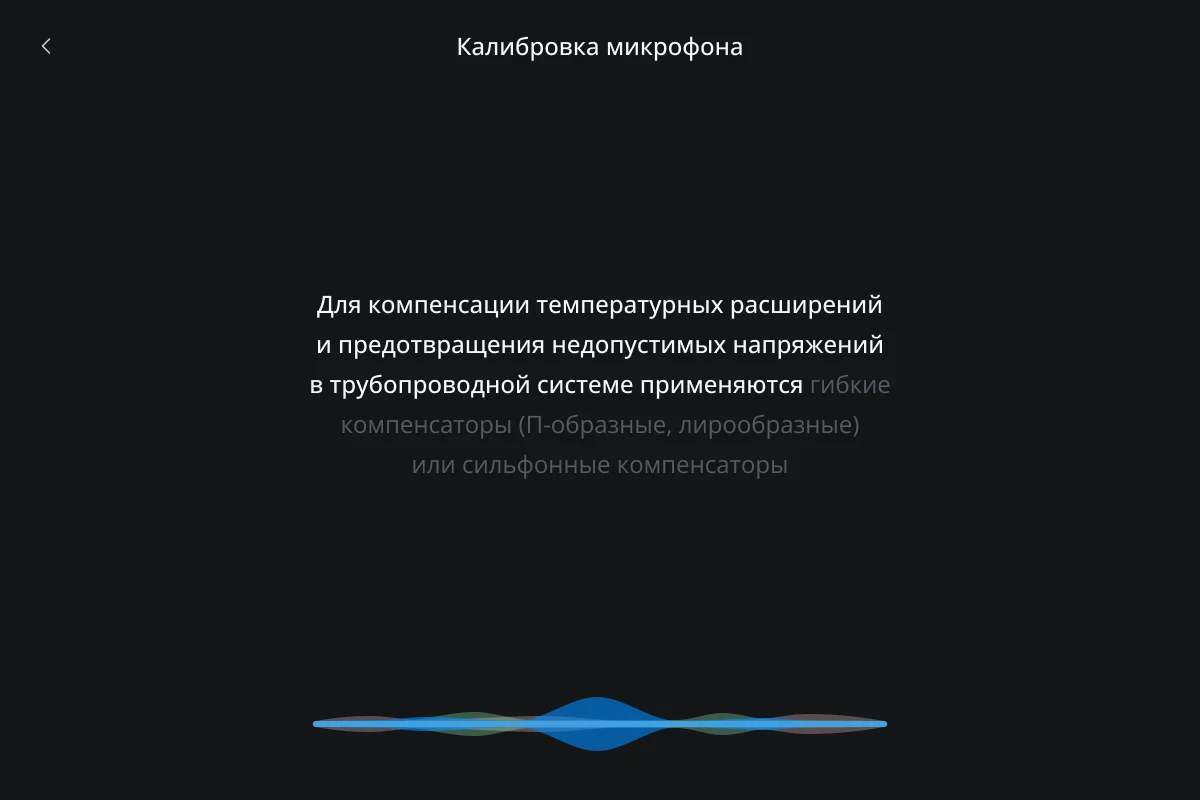 Калибровка микрофона
Для компенсации температурных расширений
и предотвращения недопустимых напряжений
в трубопроводной системе применяются гибкие
компенсаторы (П-образные, лирообразные)
или сильфонные компенсаторы